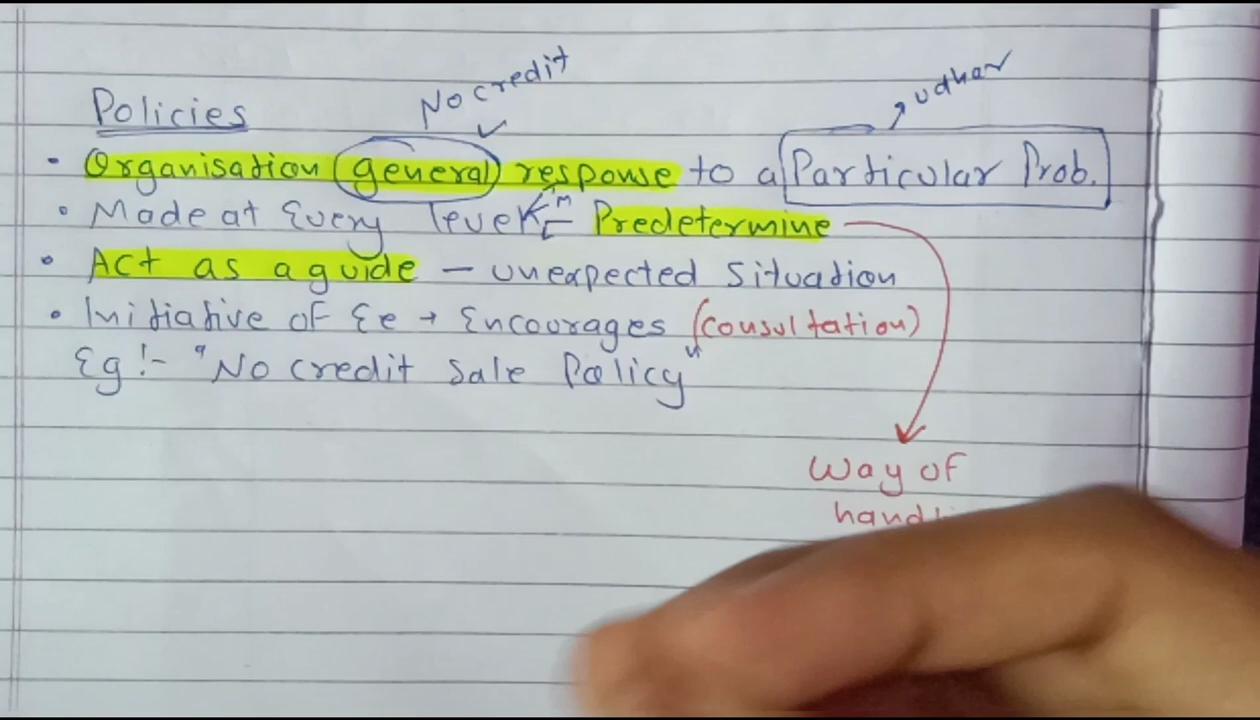 No credit
udhar
Policies
• Organisation general response to a Particular Prob.
• Made at Every level M E Predetermine
• Act as a guide – unexpected Situation
• Initiative of Ee → Encourages (consultation)
Eg:- "No credit Sale Policy"
Way of